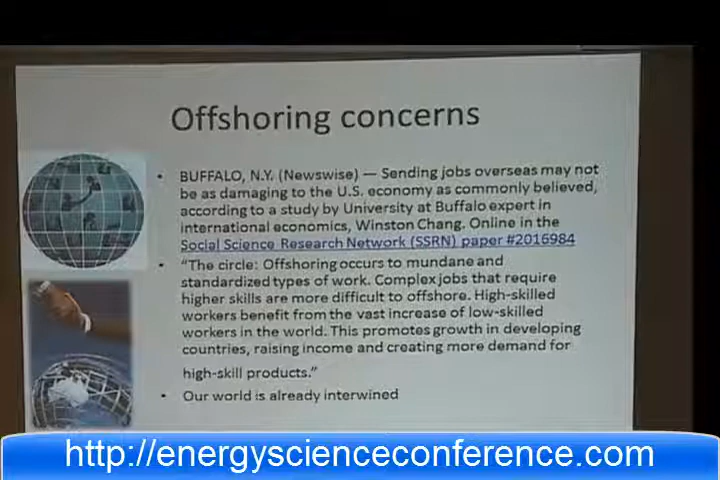 Offshoring concerns
• BUFFALO, N.Y. (Newswise) — Sending jobs overseas may not
be as damaging to the U.S. economy as commonly believed,
according to a study by University at Buffalo expert in
international economics, Winston Chang. Online in the
Social Science Research Network (SSRN) paper #2016984
• “The circle: Offshoring occurs to mundane and
standardized types of work. Complex jobs that require
higher skills are more difficult to offshore. High-skilled
workers benefit from the vast increase of low-skilled
workers in the world. This promotes growth in developing
countries, raising income and creating more demand for
high-skill products.”
• Our world is already interwined
http://energyscienceconference.com